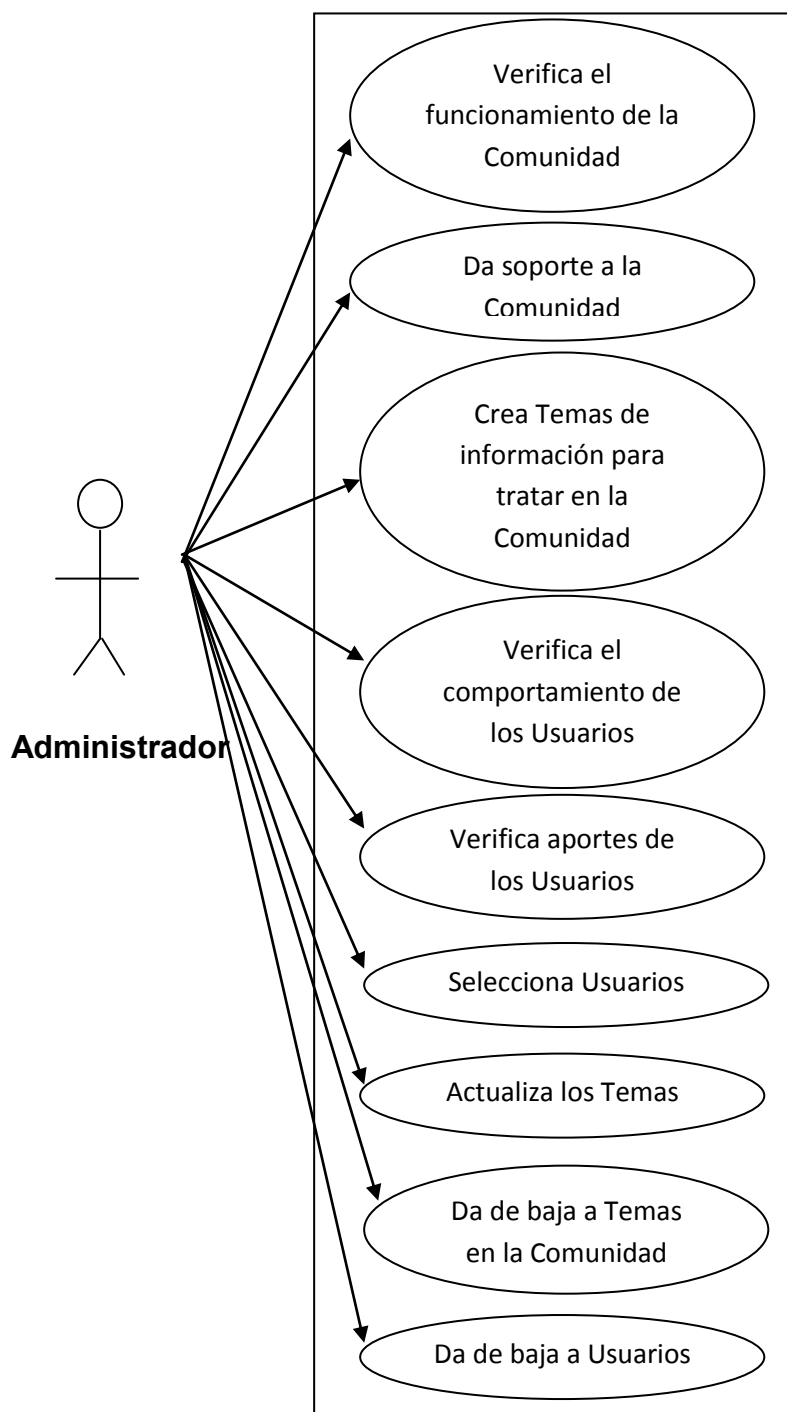 Verifica el
funcionamiento de la
Comunidad
Da soporte a la
Comunidad
Crea Temas de
información para
tratar en la
Comunidad
Verifica el
comportamiento de
los Usuarios
Administrador
Verifica aportes de
los Usuarios
Selecciona Usuarios
Actualiza los Temas
Da de baja a Temas
en la Comunidad
Da de baja a Usuarios